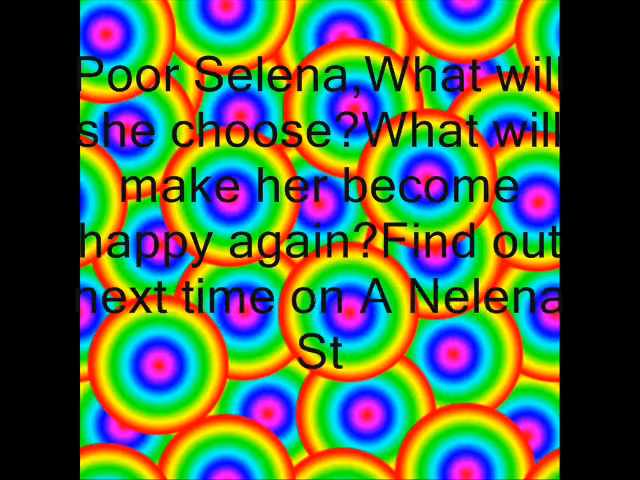 Poor Selena,What will
she choose?What will
make her become
happy again?Find out
next time on A Nelena
St